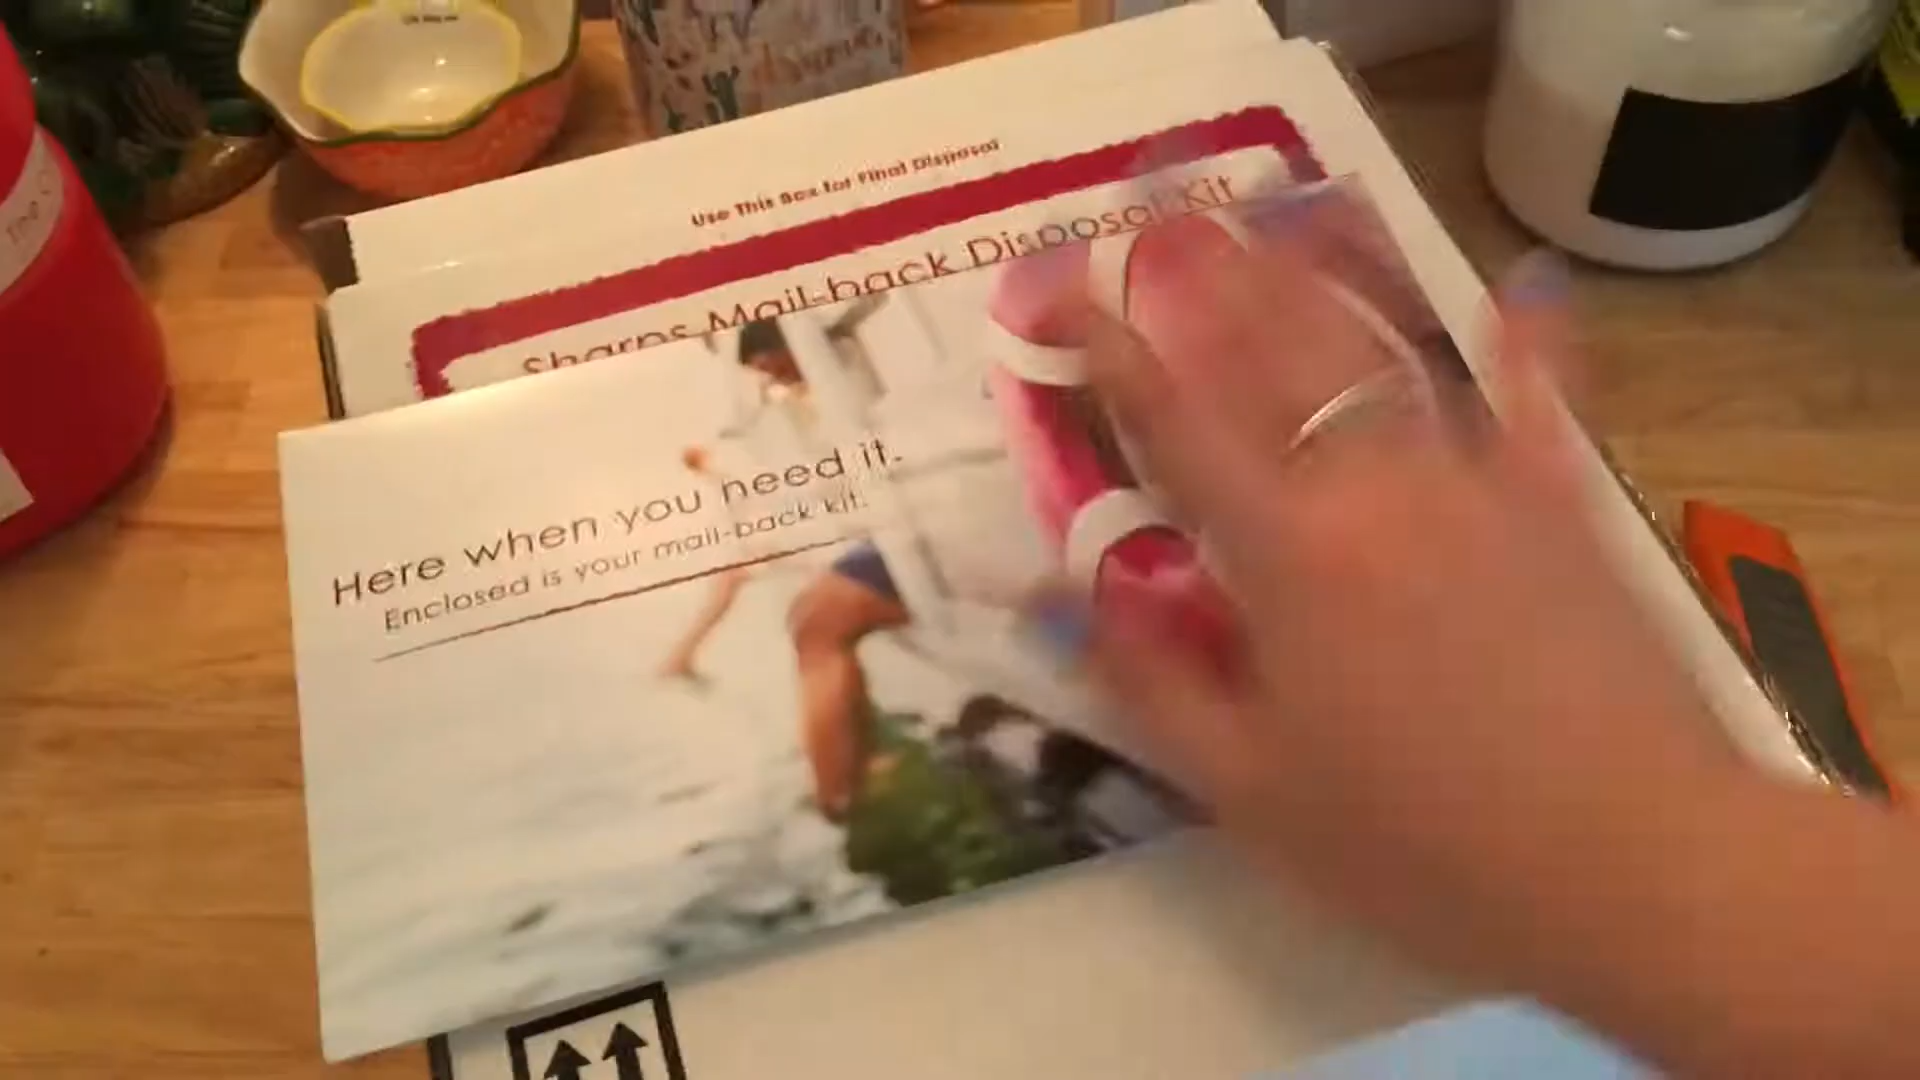 Use This Box for Final Disposal
Sharps Mail-back Disposal Kit
Here when you need it.
Enclosed is your mail-back kit.